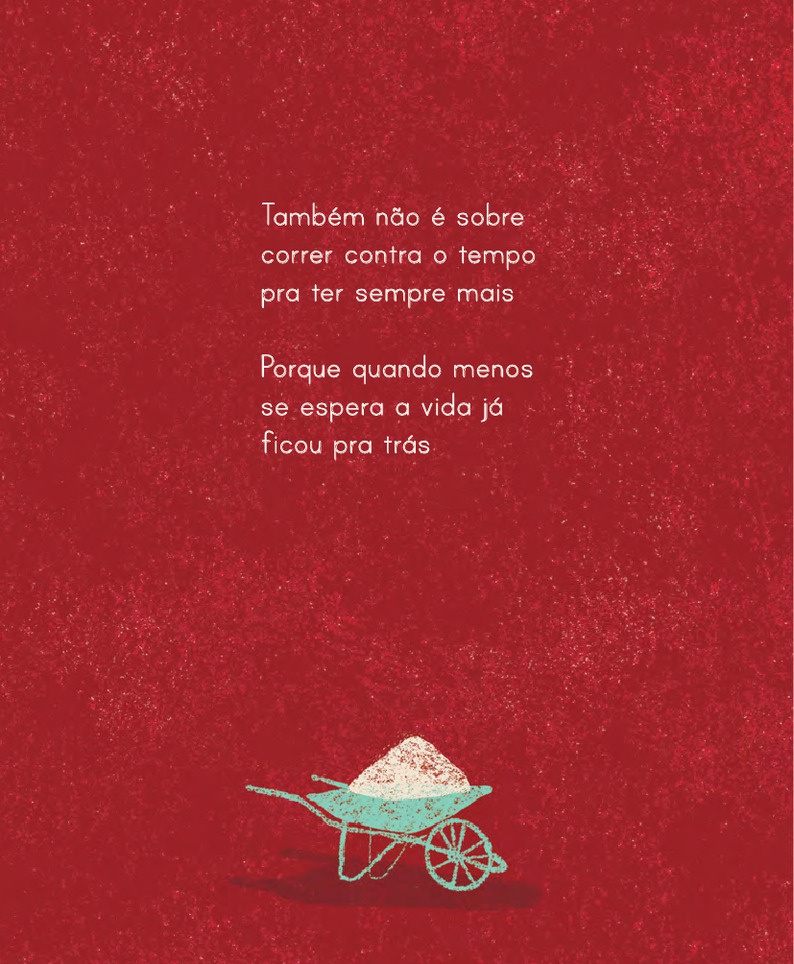 Também não é sobre
correr contra o tempo
pra ter sempre mais
Porque quando menos
se espera a vida já
ficou pra trás